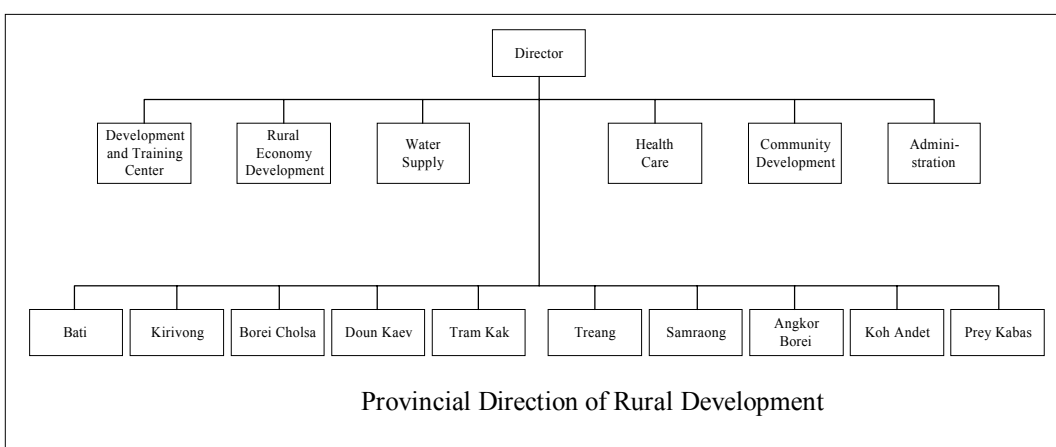 Director
Development
and Training
Center
Rural
Economy
Development
Water
Supply
Health
Care
Community
Development
Admini-
stration
Bati
Kirivong
Borei Cholsa
Doun Kaev
Tram Kak
Treang
Samraong
Angkor
Borei
Koh Andet
Prey Kabas
Provincial Direction of Rural Development